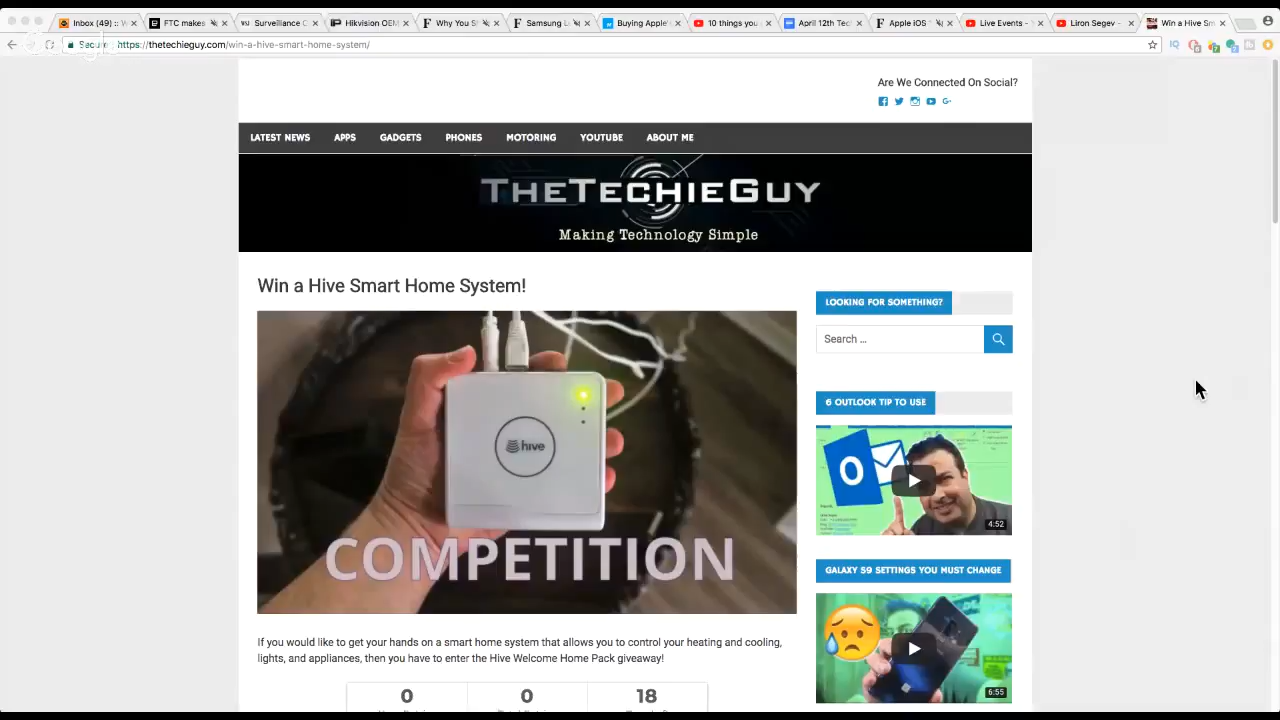 Inbox (49) :: W
FTC makes
Surveillance C
Hikvision OEM
Why You S
Samsung L
Buying Apple'
10 things you
April 12th Tec
Apple iOS
Live Events - Y
Liron Segev -
Win a Hive Sm
Secure https://thetechieguy.com/win-a-hive-smart-home-system/
Are We Connected On Social?
LATEST NEWS APPS GADGETS PHONES MOTORING YOUTUBE ABOUT ME
THETECHIEGUY
Making Technology Simple
Win a Hive Smart Home System!
hive
COMPETITION
If you would like to get your hands on a smart home system that allows you to control your heating and cooling,
lights, and appliances, then you have to enter the Hive Welcome Home Pack giveaway!
0 0 18
LOOKING FOR SOMETHING?
Search ...
6 OUTLOOK TIP TO USE
4:52
GALAXY S9 SETTINGS YOU MUST CHANGE
6:55